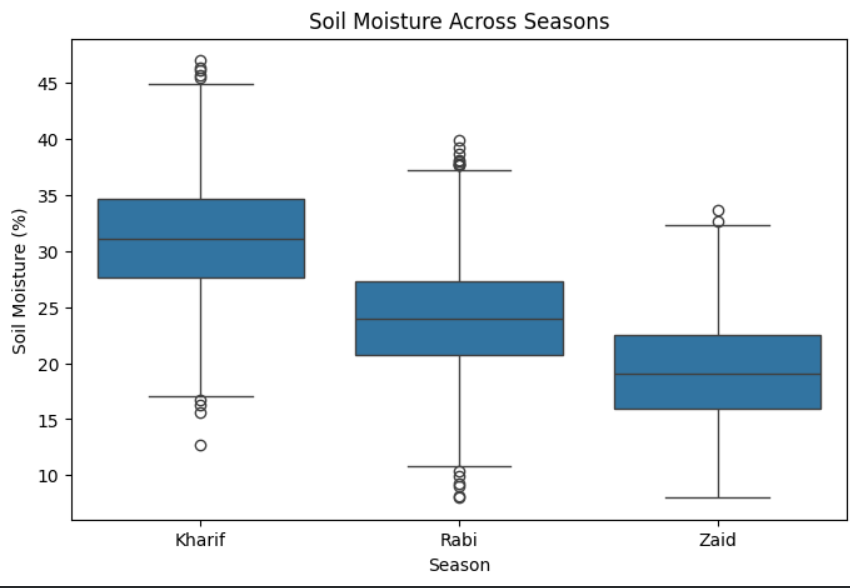 Soil Moisture Across Seasons
Soil Moisture (%)
45
40
35
30
25
20
15
10
Kharif
Rabi
Zaid
Season